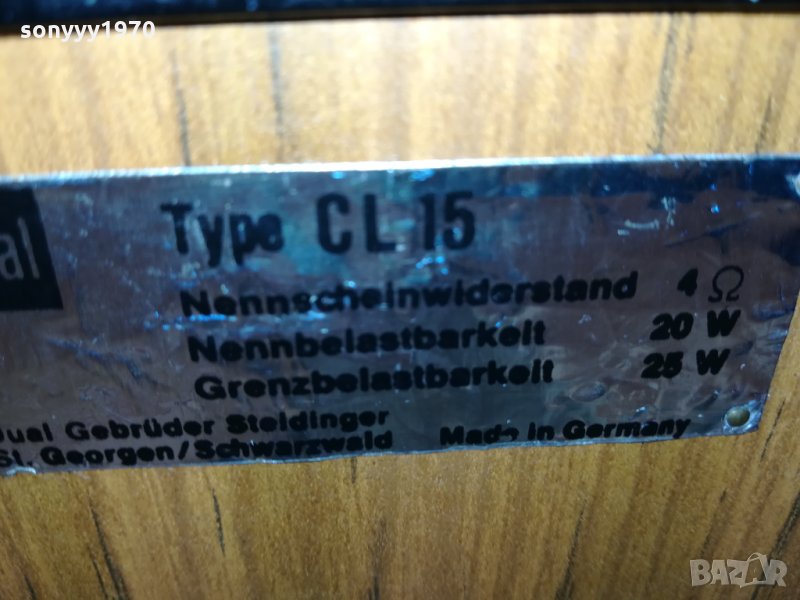 sonyyy1970
al
Type CL 15
Nennscheinwiderstand 4 Ω
Nennbelastbarkeit 20 W
Grenzbelastbarkeit 25 W
Dual Gebrüder Steidinger
St. Georgen/Schwarzwald Made in Germany
BAZAR